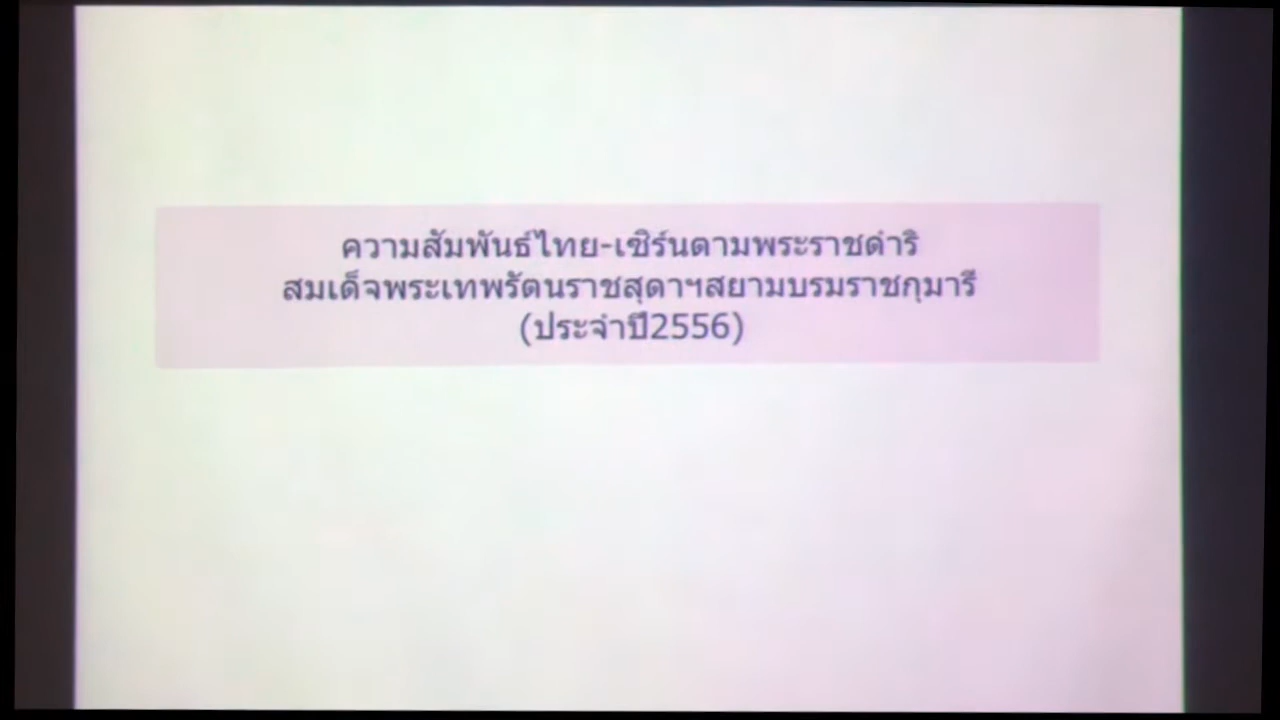 ความสัมพันธ์ไทย-เซิร์นตามพระราชดำริ
สมเด็จพระเทพรัตนราชสุดาฯสยามบรมราชกุมารี
(ประจำปี2556)